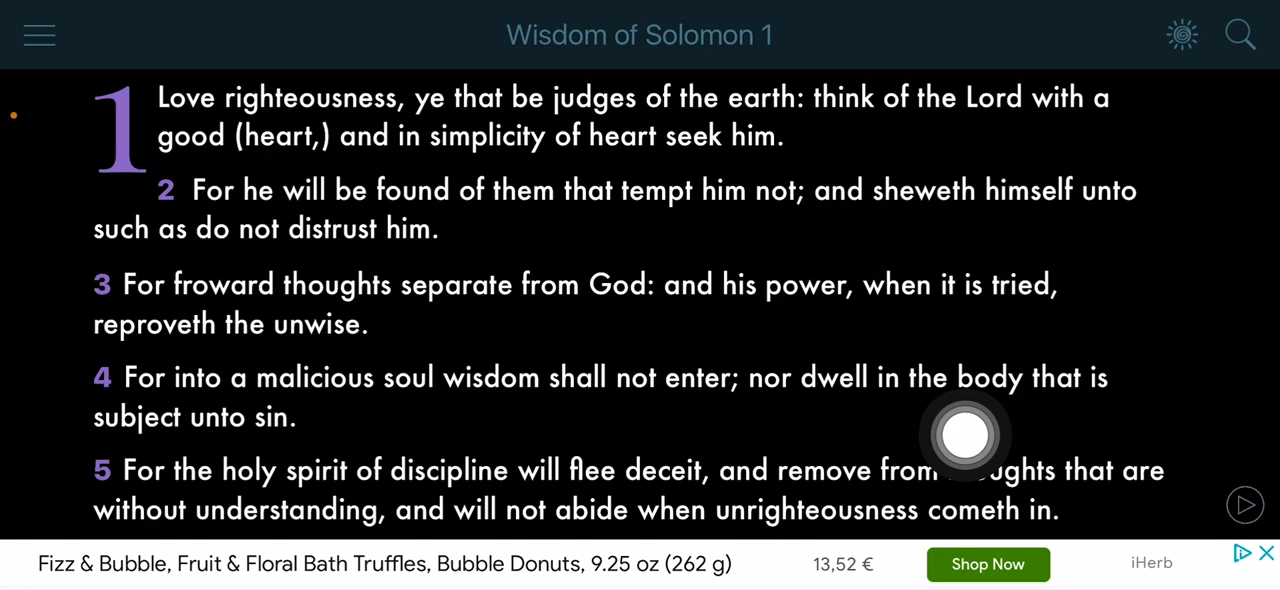 Wisdom of Solomon 1
1 Love righteousness, ye that be judges of the earth: think of the Lord with a
good (heart,) and in simplicity of heart seek him.
2 For he will be found of them that tempt him not; and sheweth himself unto
such as do not distrust him.
3 For froward thoughts separate from God: and his power, when it is tried,
reproveth the unwise.
4 For into a malicious soul wisdom shall not enter; nor dwell in the body that is
subject unto sin.
5 For the holy spirit of discipline will flee deceit, and remove from that are
without understanding, and will not abide when unrighteousness cometh in.
Fizz & Bubble, Fruit & Floral Bath Truffles, Bubble Donuts, 9.25 oz (262 g) 13,52 € Shop Now iHerb